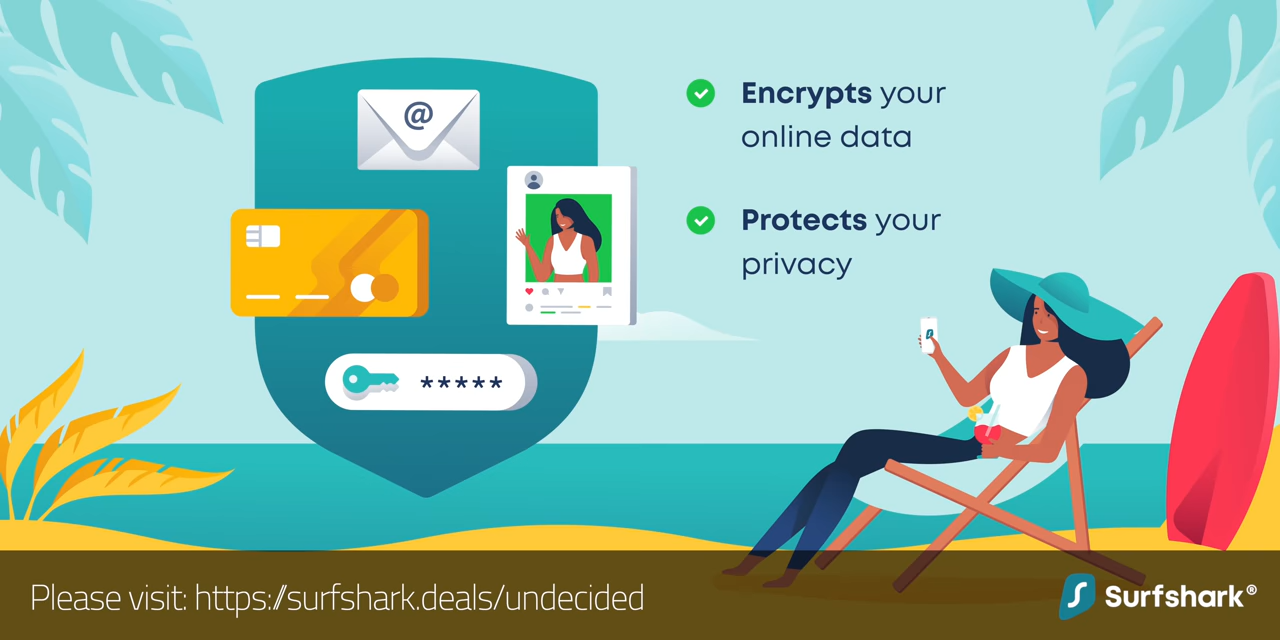 @
Encrypts your
online data
Protects your
privacy
*****
Please visit: https://surfshark.deals/undecided
Surfshark®